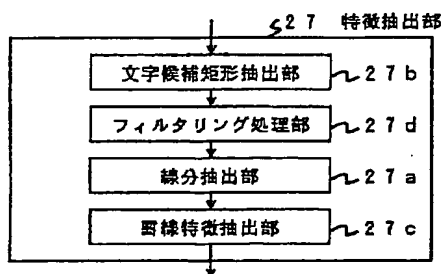 27 特徴抽出部
文字候補矩形抽出部 27b
フィルタリング処理部 27d
線分抽出部 27a
罫線特徴抽出部 27c